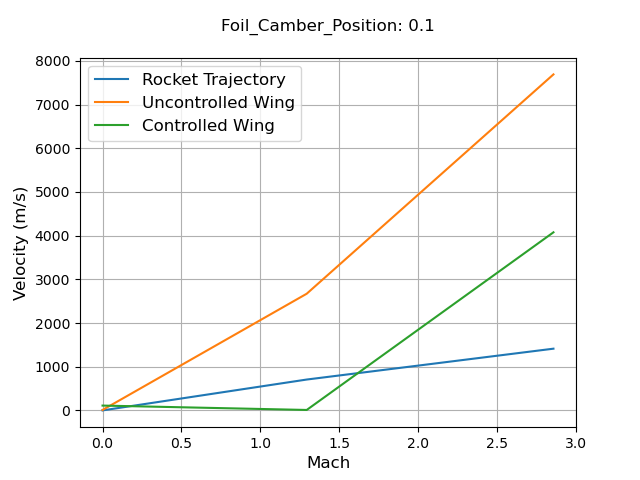 Foil_Camber_Position: 0.1
Rocket Trajectory
Uncontrolled Wing
Controlled Wing
8000
7000
6000
5000
4000
3000
2000
1000
0
Velocity (m/s)
0.0 0.5 1.0 1.5 2.0 2.5 3.0
Mach